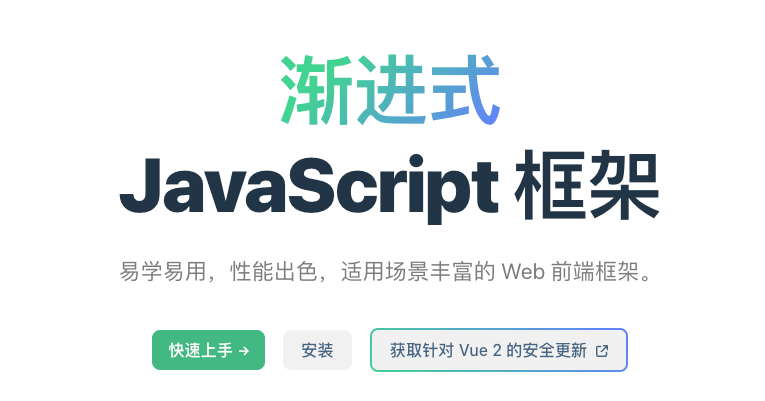 渐进式
JavaScript 框架
易学易用，性能出色，适用场景丰富的 Web 前端框架。
快速上手 →
安装
获取针对 Vue 2 的安全更新